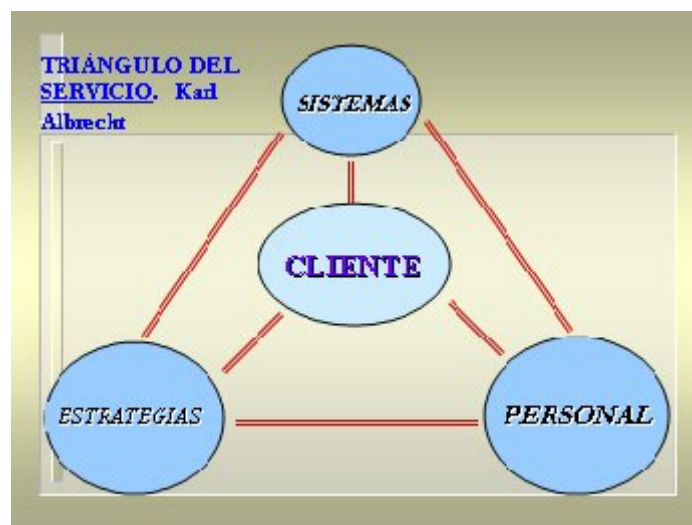 TRIÁNGULO DEL
SERVICIO. Karl
Albrecht
SISTEMAS
CLIENTE
ESTRATEGIAS
PERSONAL